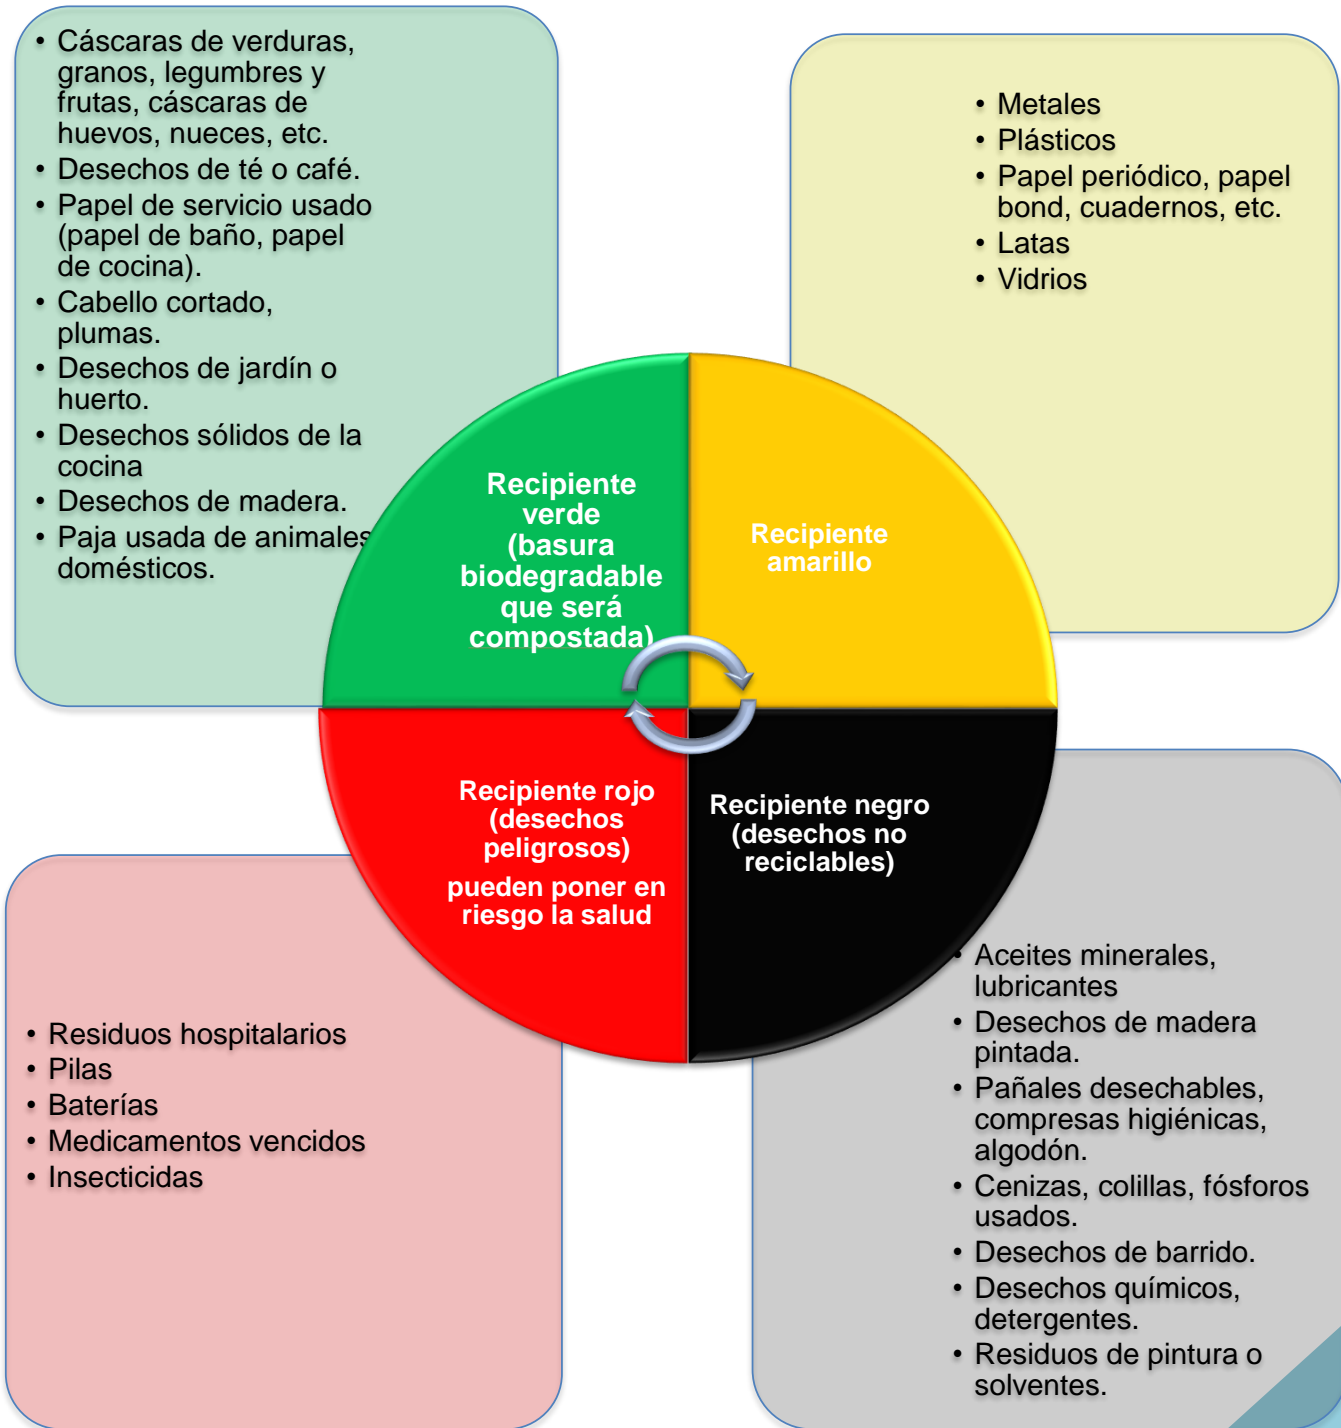 • Cáscaras de verduras,
granos, legumbres y
frutas, cáscaras de
huevos, nueces, etc.
• Desechos de té o café.
• Papel de servicio usado
(papel de baño, papel
de cocina).
• Cabello cortado,
plumas.
• Desechos de jardín o
huerto.
• Desechos sólidos de la
cocina
• Desechos de madera.
• Paja usada de animales
domésticos.
• Metales
• Plásticos
• Papel periódico, papel
bond, cuadernos, etc.
• Latas
• Vidrios
Recipiente
verde
(basura
biodegradable
que será
compostada)
Recipiente
amarillo
Recipiente rojo
(desechos
peligrosos)
pueden poner en
riesgo la salud
Recipiente negro
(desechos no
reciclables)
• Residuos hospitalarios
• Pilas
• Baterías
• Medicamentos vencidos
• Insecticidas
• Aceites minerales,
lubricantes
• Desechos de madera
pintada.
• Pañales desechables,
compresas higiénicas,
algodón.
• Cenizas, colillas, fósforos
usados.
• Desechos de barrido.
• Desechos químicos,
detergentes.
• Residuos de pintura o
solventes.